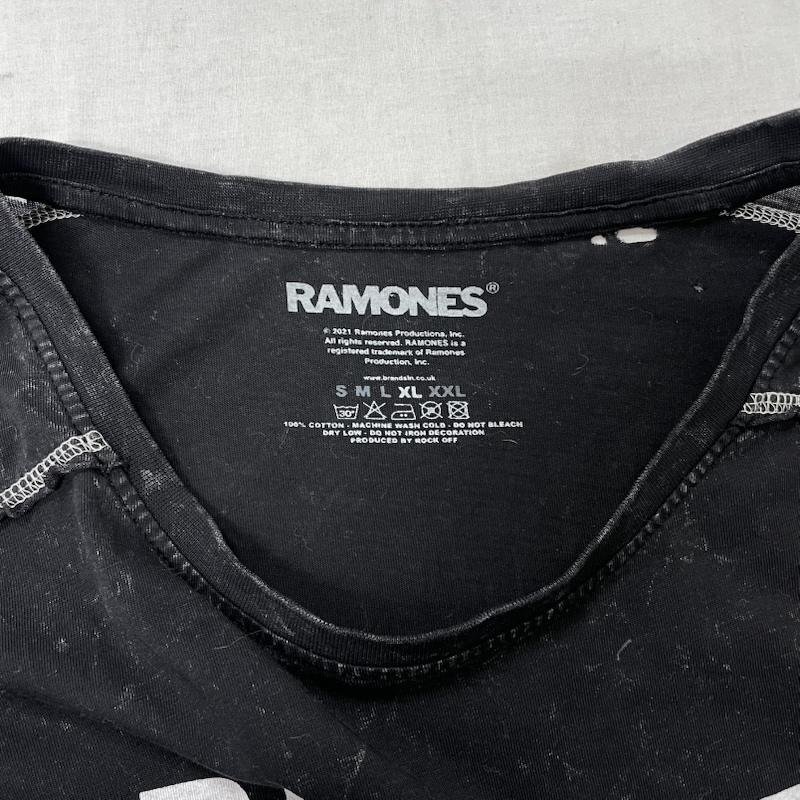 RAMONES®
© 2021 Ramones Productions, Inc.
All rights reserved. RAMONES is a
registered trademark of Ramones
Production, Inc.
www.brandsin.co.uk
S M L XL XXL
30°
100% COTTON - MACHINE WASH COLD - DO NOT BLEACH
DRY LOW - DO NOT IRON DECORATION
PRODUCED BY ROCK OFF